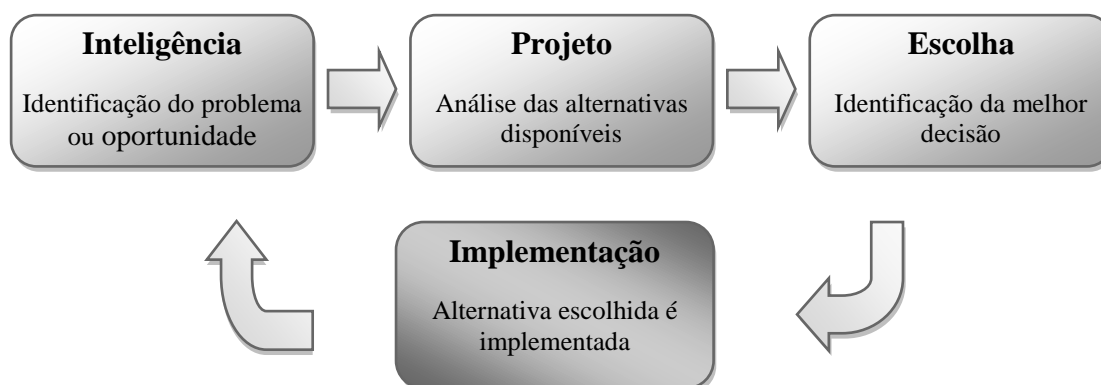 Inteligência
Identificação do problema
ou oportunidade
Projeto
Análise das alternativas
disponíveis
Escolha
Identificação da melhor
decisão
Implementação
Alternativa escolhida é
implementada